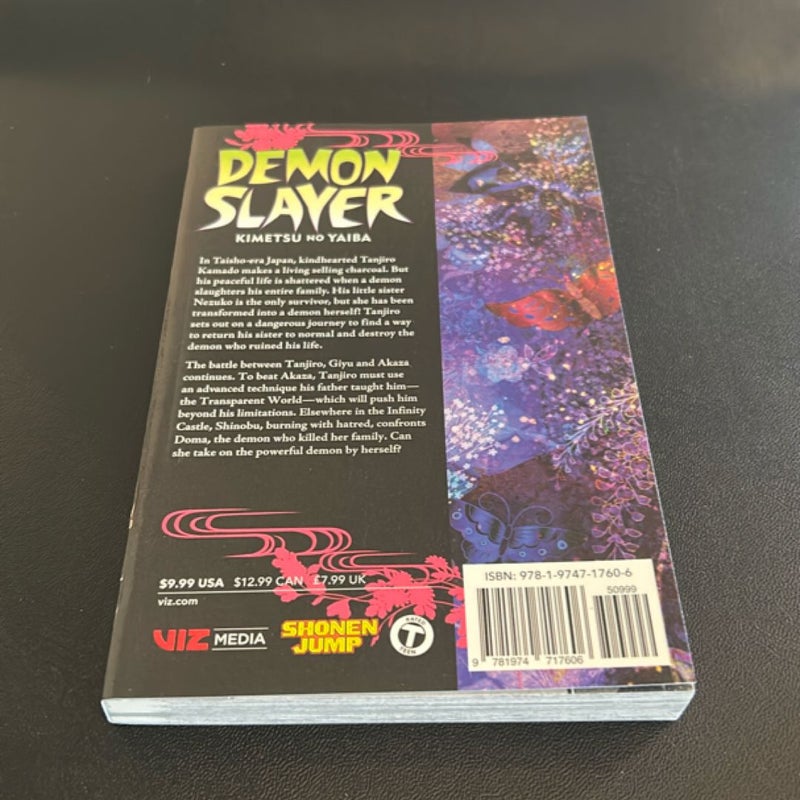 DEMON
SLAYER
KIMETSU NO YAIBA
In Taisho-era Japan, kindhearted Tanjiro
Kamado makes a living selling charcoal. But
his peaceful life is shattered when a demon
slaughters his entire family. His little sister
Nezuko is the only survivor, but she has been
transformed into a demon herself! Tanjiro
sets out on a dangerous journey to find a way
to return his sister to normal and destroy the
demon who ruined his life.
The battle between Tanjiro, Giyu and Akaza
continues. To beat Akaza, Tanjiro must use
an advanced technique his father taught him—
the Transparent World—which will push him
beyond his limitations. Elsewhere in the Infinity
Castle, Shinobu, burning with hatred, confronts
Doma, the demon who killed her family. Can
she take on the powerful demon by herself?
$9.99 USA $12.99 CAN £7.99 UK
viz.com
VIZ MEDIA
SHONEN
JUMP
RATED
T
TEEN
ISBN: 978-1-9747-1760-6
50999
9 781974 717606